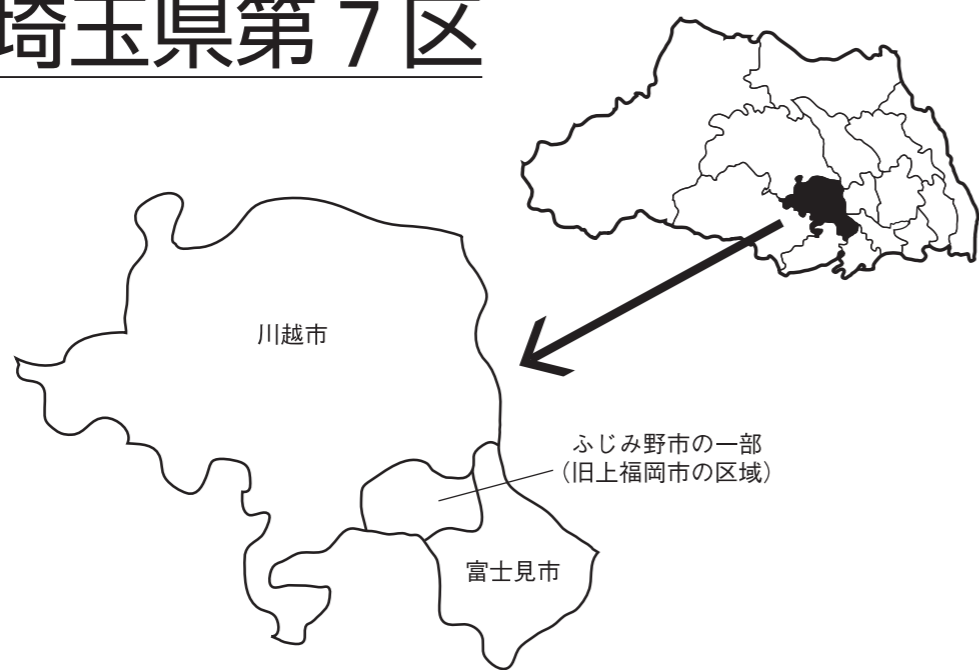 埼玉県第7区
川越市
ふじみ野市の一部
（旧上福岡市の区域）
富士見市